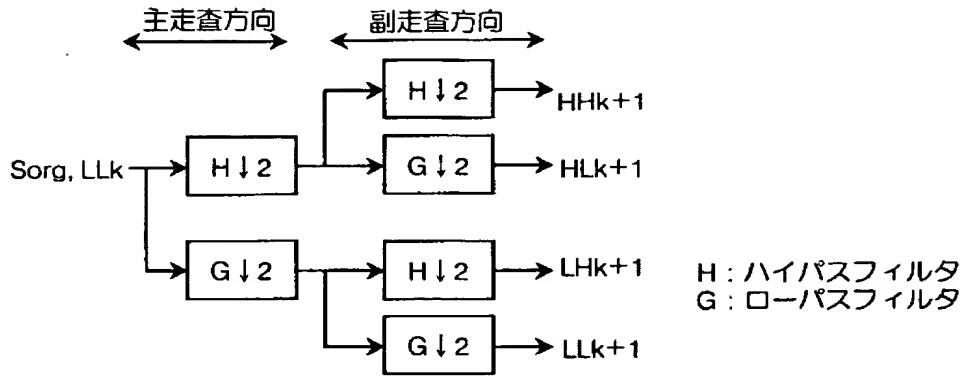 主走査方向
副走査方向
H↓2
HHk+1
Sorg, LLk
H↓2
G↓2
HLk+1
G↓2
H↓2
LHk+1
G↓2
LLk+1
H：ハイパスフィルタ
G：ローパスフィルタ